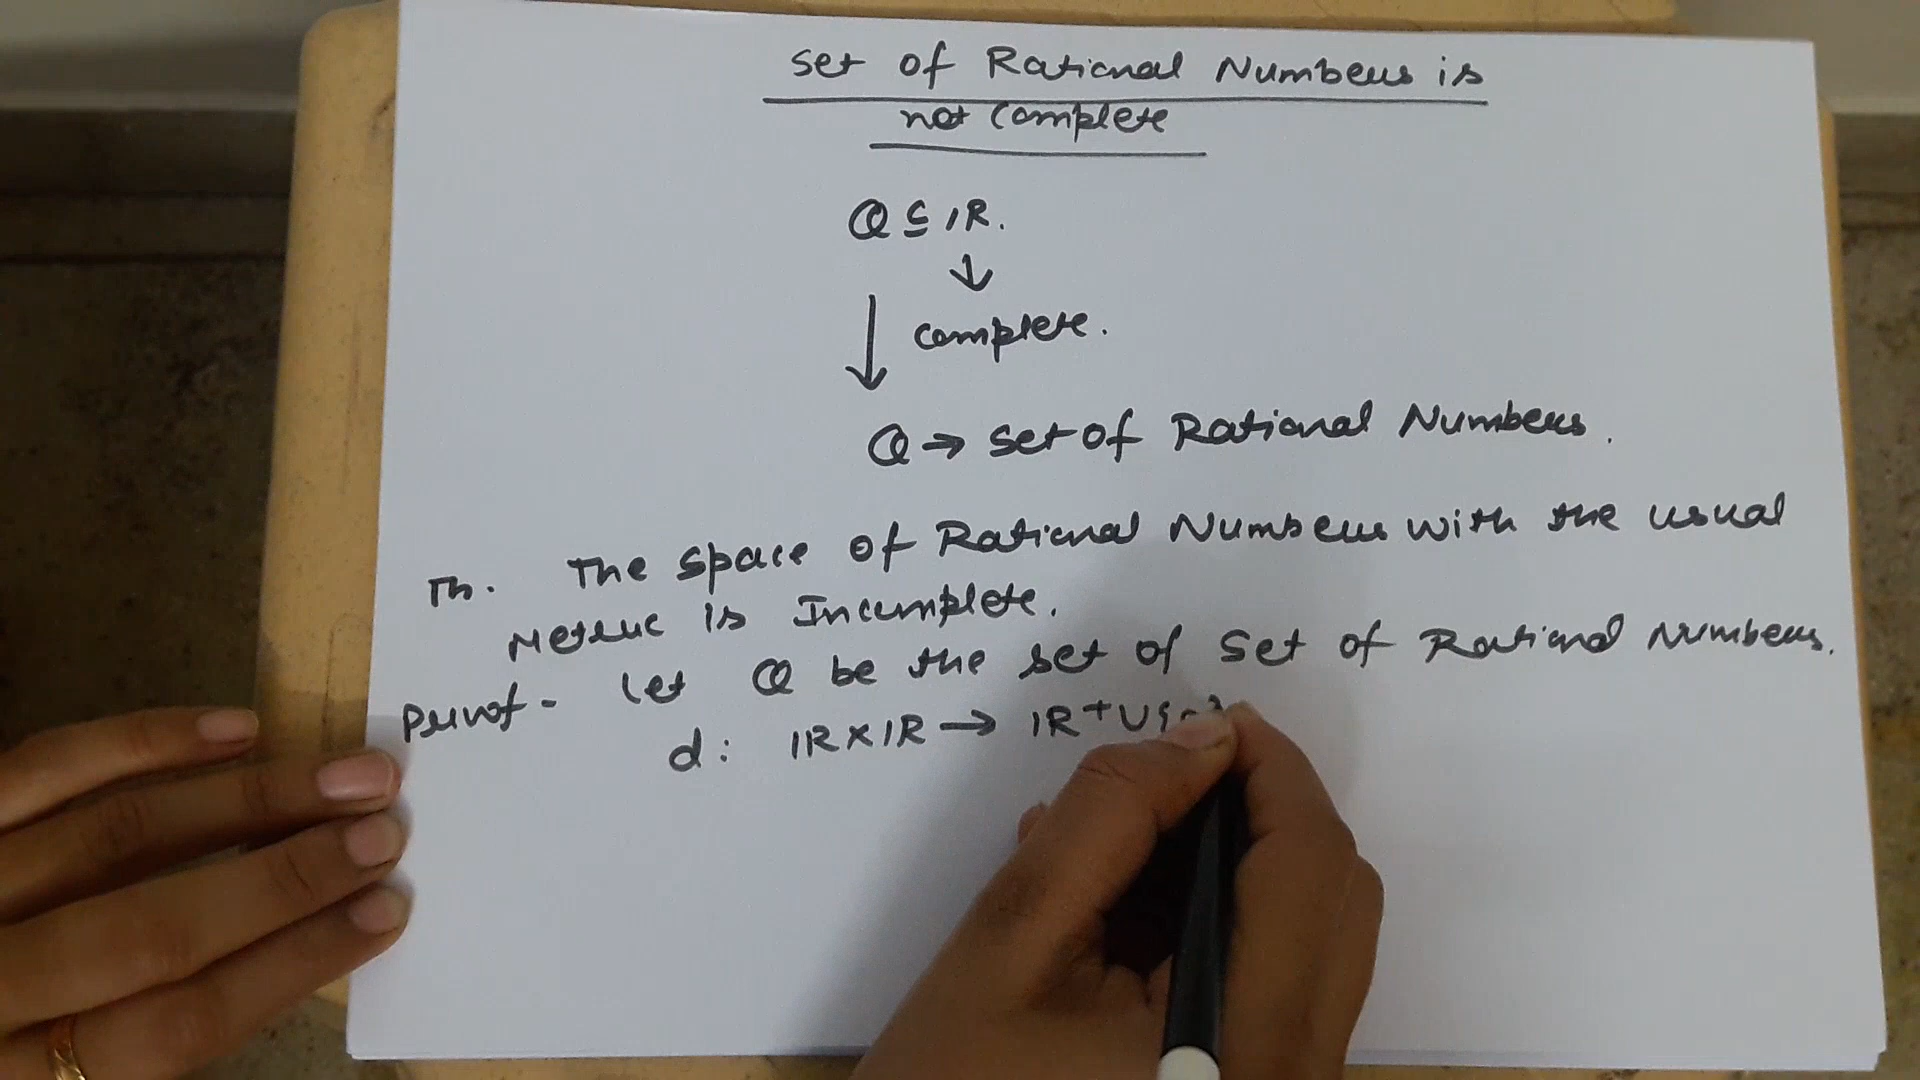 Set of Rational Numbers is
not Complete
Q ⊆ IR.
↓
↓ Complete.
Q → Set of Rational Numbers.
Th. The Space of Rational Numbers with the usual
Metric is Incomplete.
Proof - Let Q be the set of Set of Rational Numbers.
d: IR × IR → IR⁺ ∪ {